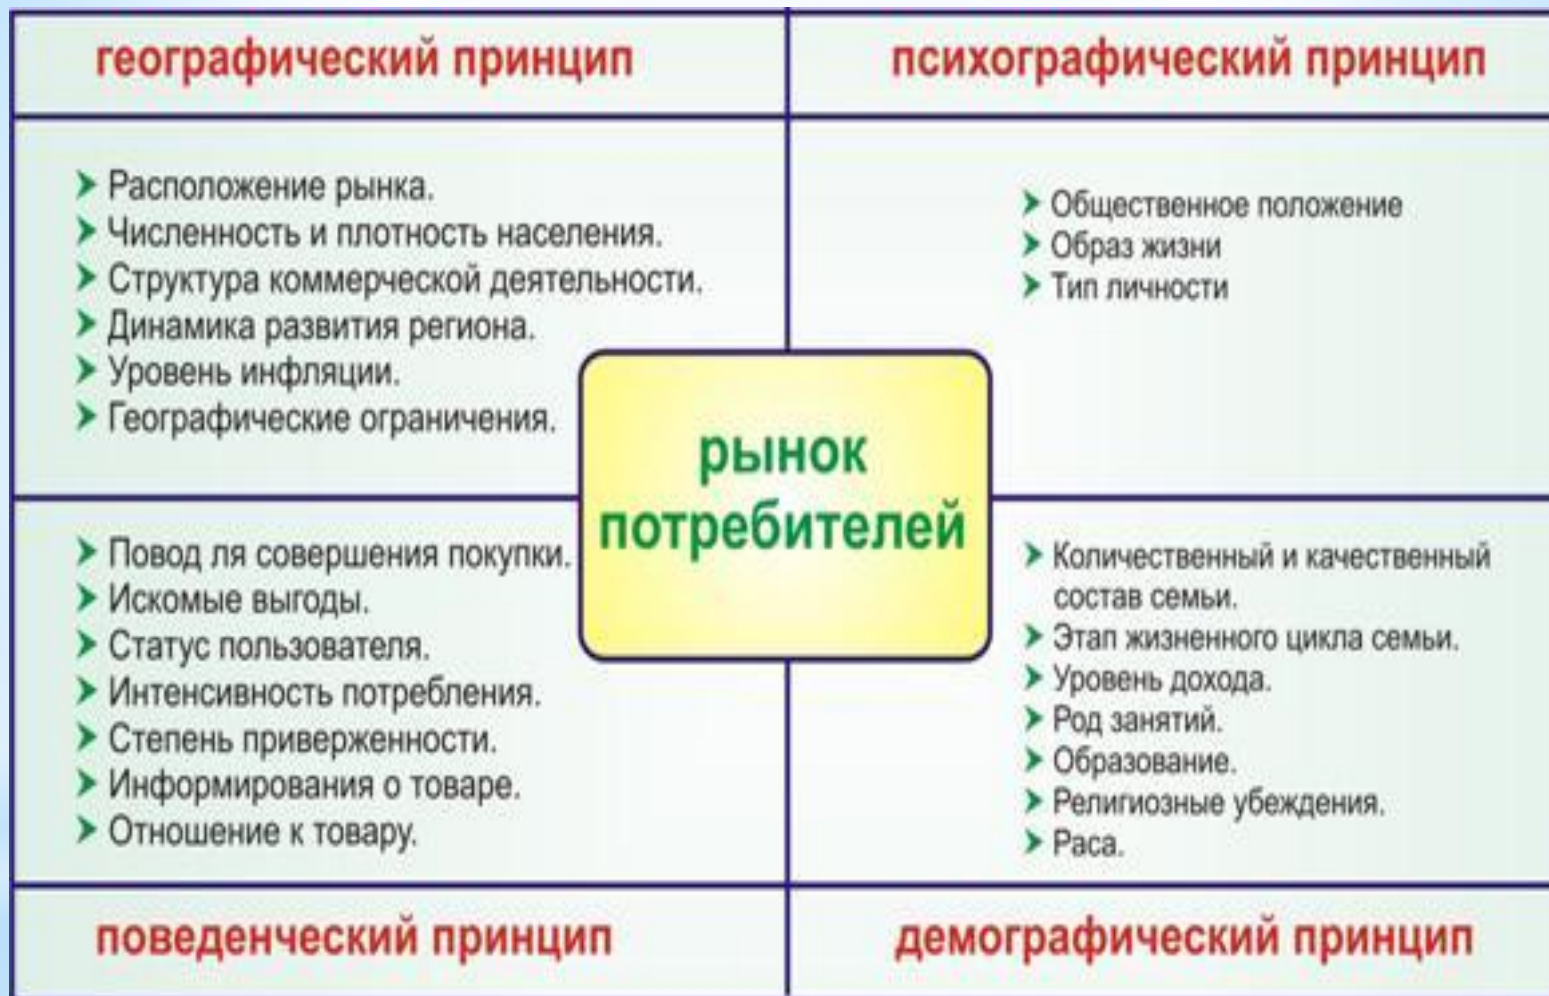 географический принцип
Расположение рынка.
Численность и плотность населения.
Структура коммерческой деятельности.
Динамика развития региона.
Уровень инфляции.
Географические ограничения.
психографический принцип
Общественное положение
Образ жизни
Тип личности
рынок
потребителей
Повод ля совершения покупки.
Искомые выгоды.
Статус пользователя.
Интенсивность потребления.
Степень приверженности.
Информирования о товаре.
Отношение к товару.
поведенческий принцип
Количественный и качественный
состав семьи.
Этап жизненного цикла семьи.
Уровень дохода.
Род занятий.
Образование.
Религиозные убеждения.
Раса.
демографический принцип